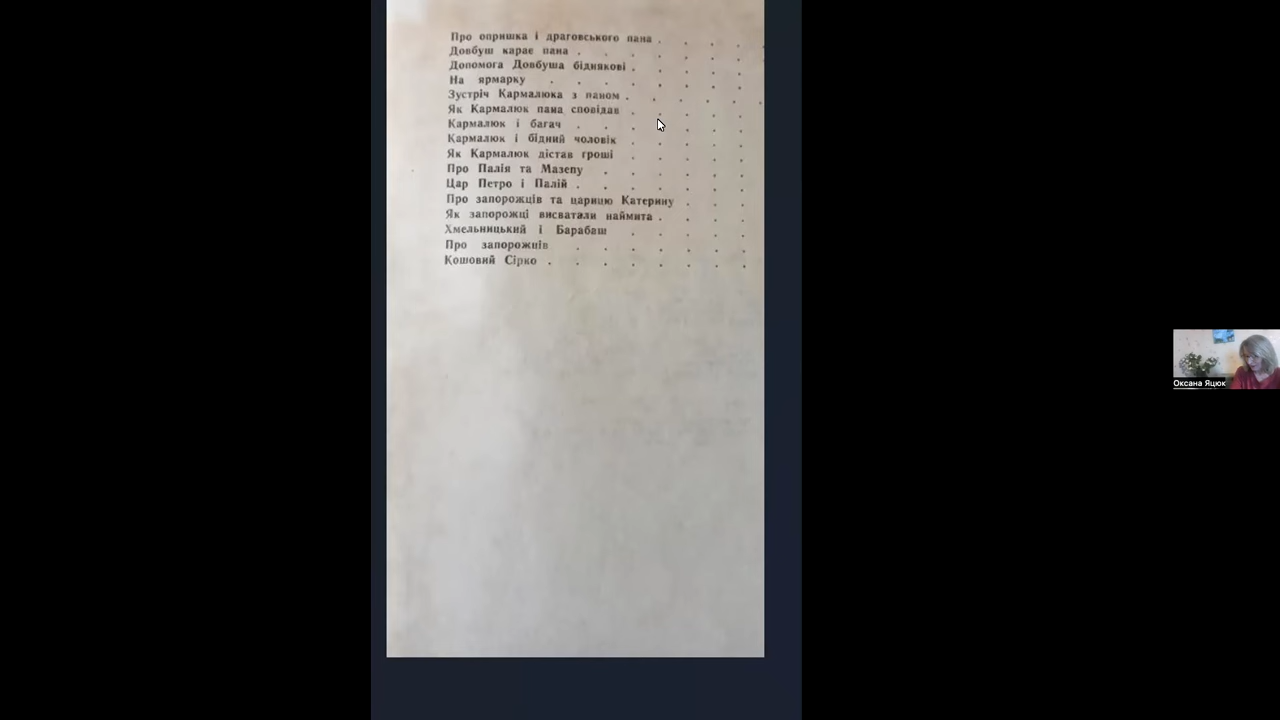 Про опришка і драговського пана . . . .
Довбуш карає пана . . . . . . . .
Допомога Довбуша біднякові . . . . .
На ярмарку . . . . . . . .
Зустріч Кармалюка з паном . . . . . .
Як Кармалюк пана сповідав . . . . .
Кармалюк і багач . . . . . . .
Кармалюк і бідний чоловік . . . . .
Як Кармалюк дістав гроші . . . . .
Про Палія та Мазепу . . . . . .
Цар Петро і Палій . . . . . . .
Про запорожців та царицю Катерину . . .
Як запорожці висватали наймита . . . .
Хмельницький і Барабаш . . . . .
Про запорожців . . . . . . .
Кошовий Сірко . . . . . . . .
Оксана Яцюк